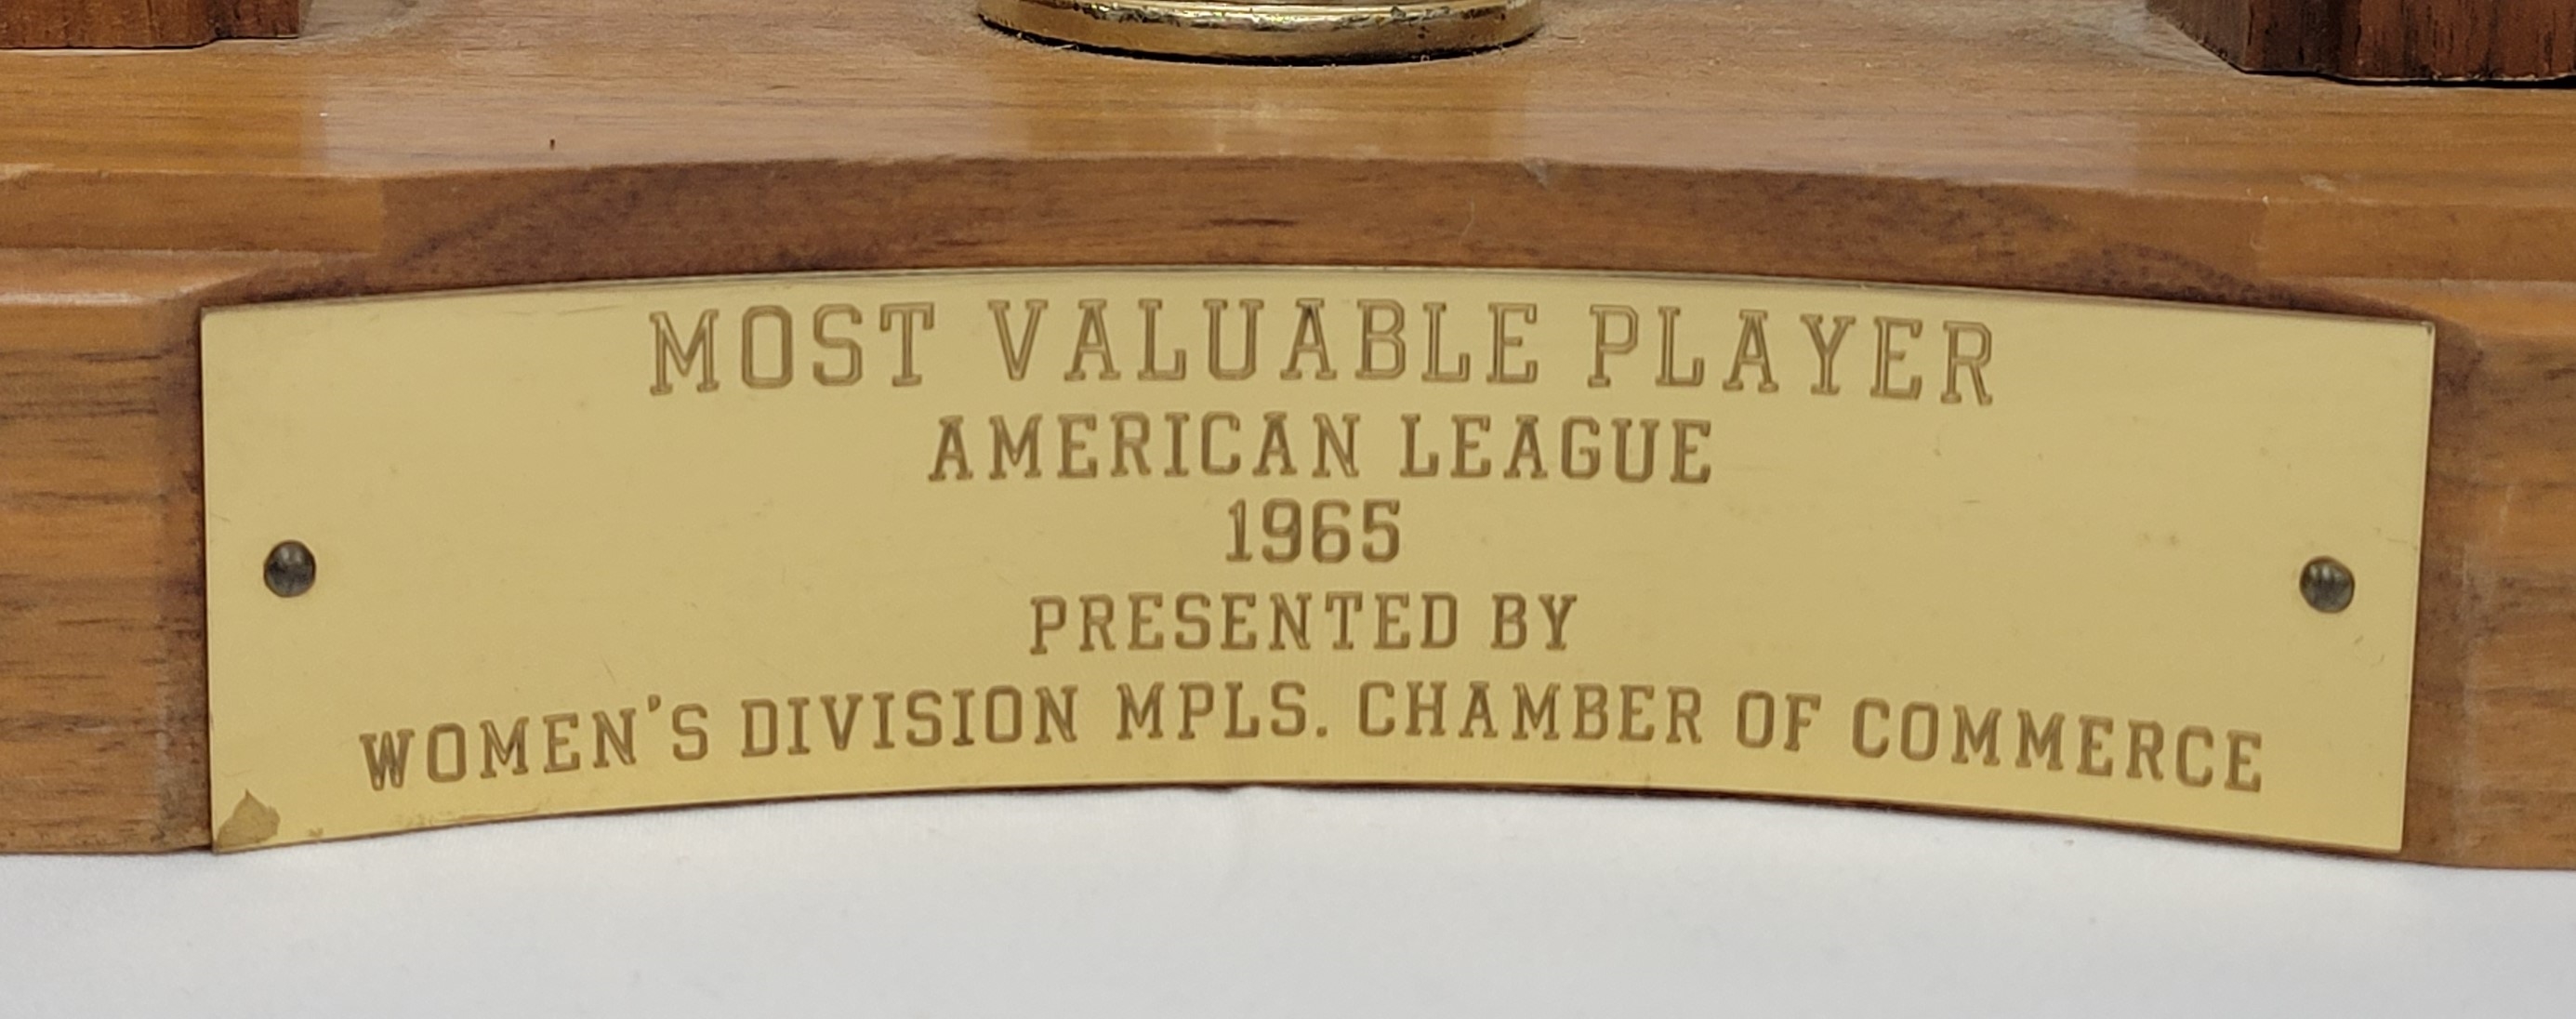 MOST VALUABLE PLAYER
AMERICAN LEAGUE
1965
PRESENTED BY
WOMEN'S DIVISION MPLS. CHAMBER OF COMMERCE